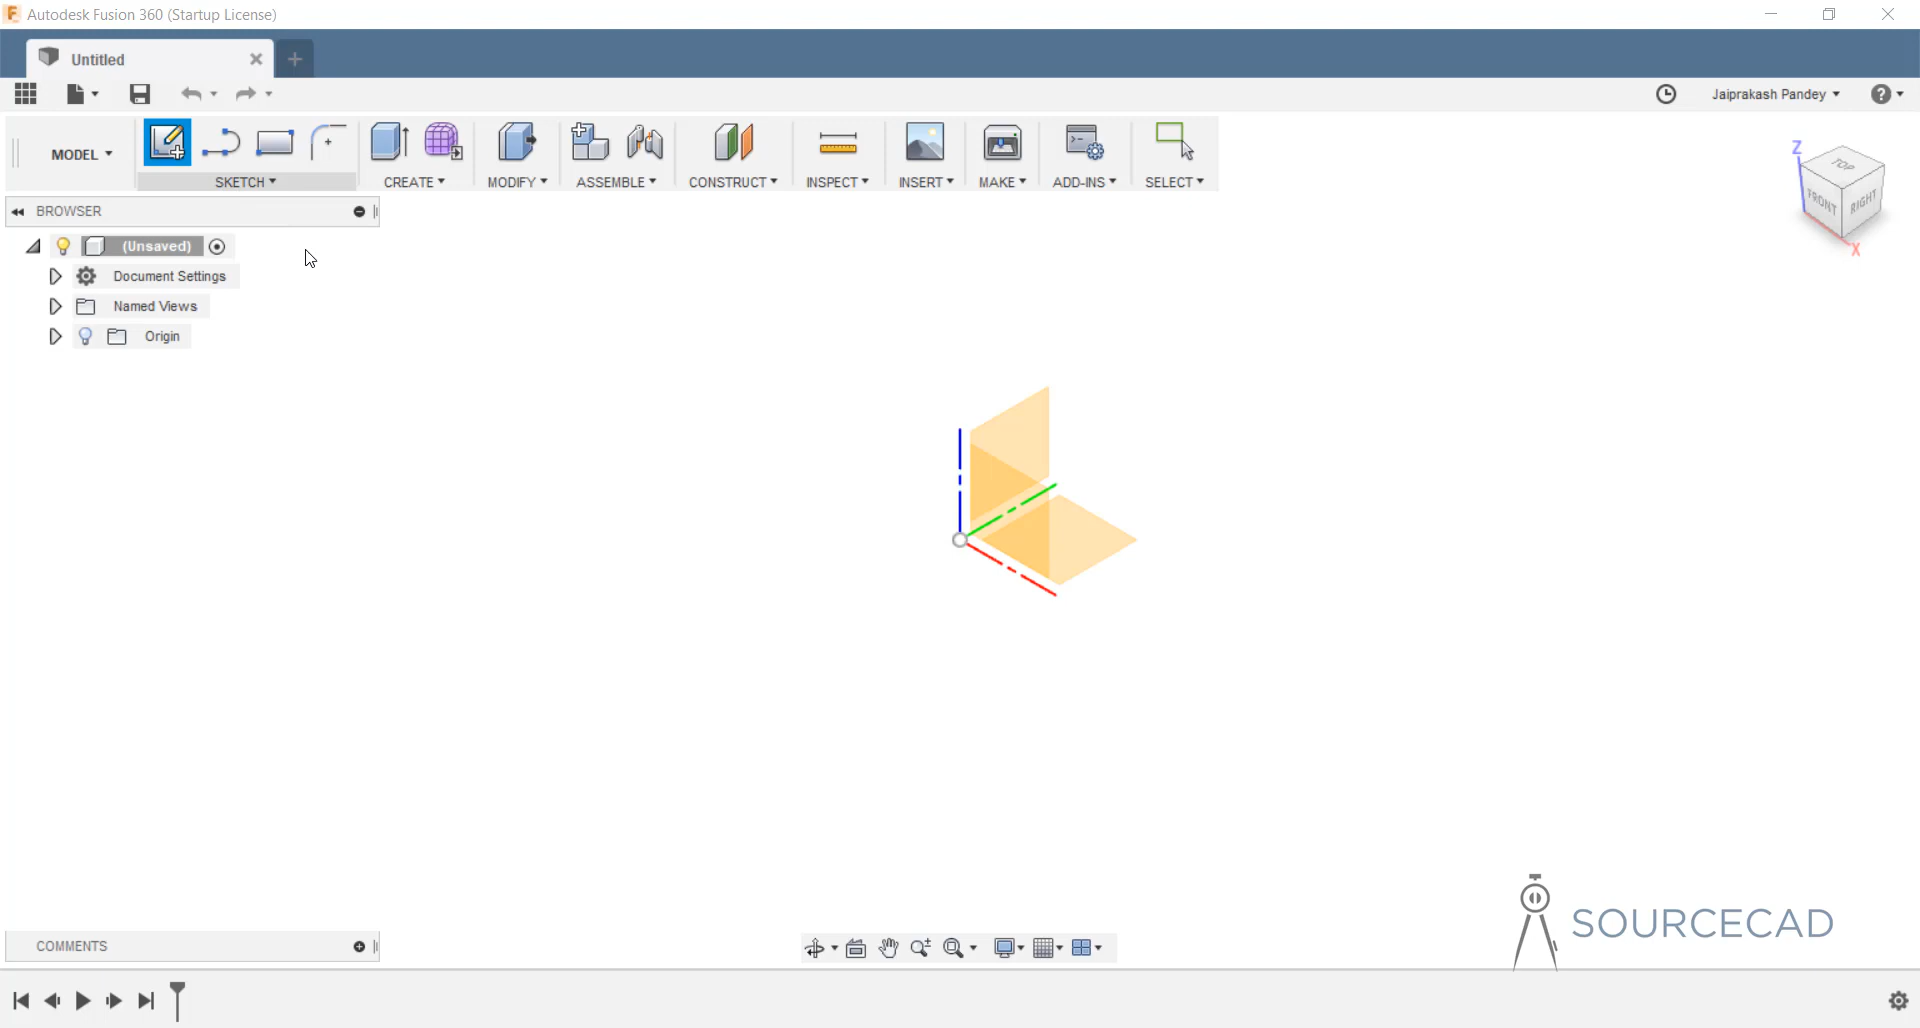 Autodesk Fusion 360 (Startup License)
Untitled
Jaiprakash Pandey
MODEL
SKETCH
CREATE
MODIFY
ASSEMBLE
CONSTRUCT
INSPECT
INSERT
MAKE
ADD-INS
SELECT
Z
TOP
FRONT
RIGHT
X
BROWSER
(Unsaved)
Document Settings
Named Views
Origin
SOURCECAD
COMMENTS